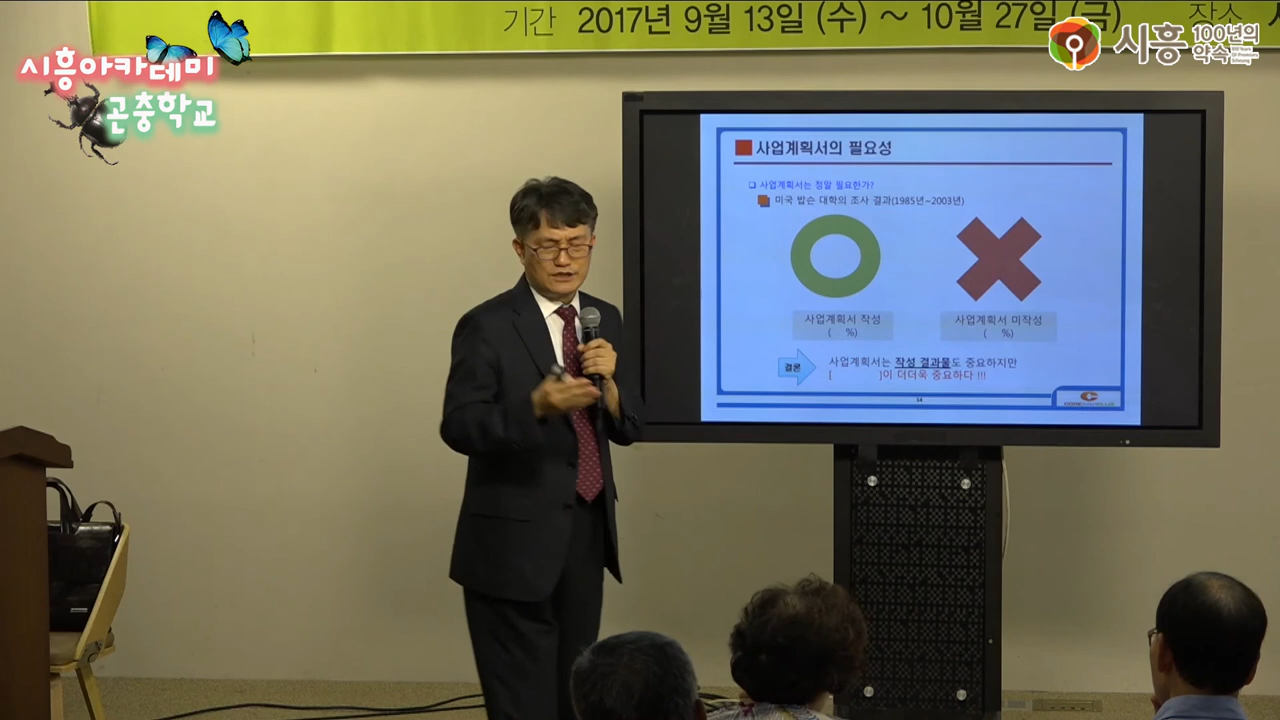 기간 2017년 9월 13일 (수) ~ 10월 27일 (금) 장소
시흥아카데미
곤충학교
시흥 100년의 약속
사업계획서의 필요성
사업계획서는 정말 필요한가?
미국 밥슨 대학의 조사 결과(1985년~2003년)
사업계획서 작성
( %)
사업계획서 미작성
( %)
결론
사업계획서는 작성 결과물도 중요하지만
[ ]이 더더욱 중요하다 !!!
14